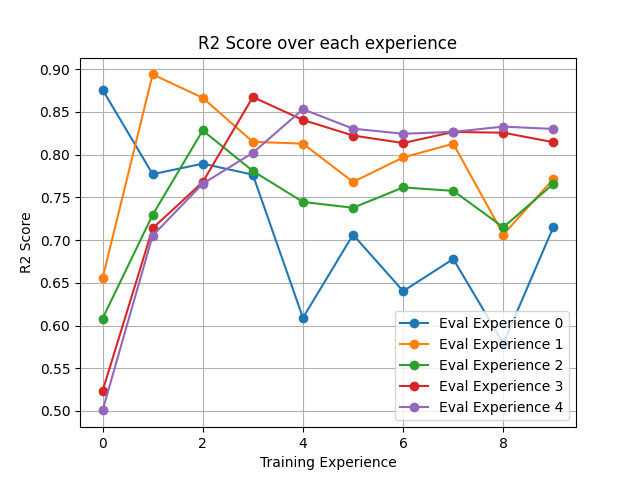 R2 Score over each experience
R2 Score
0.90
0.85
0.80
0.75
0.70
0.65
0.60
0.55
0.50
0
2
4
6
8
Training Experience
Eval Experience 0
Eval Experience 1
Eval Experience 2
Eval Experience 3
Eval Experience 4